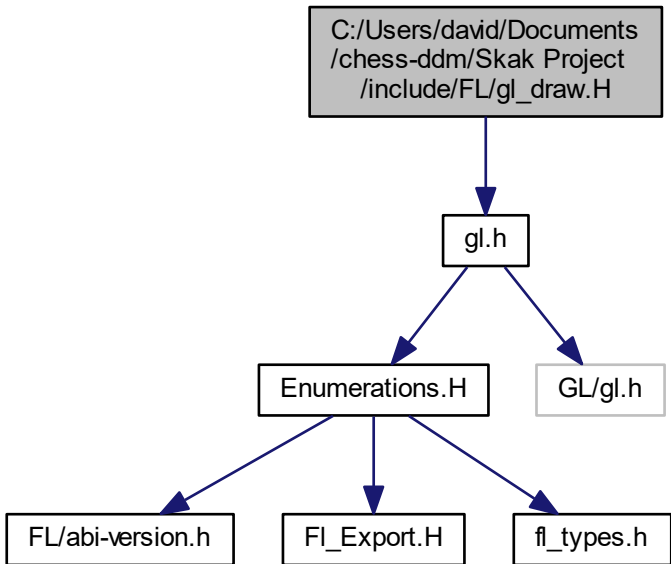 C:/Users/david/Documents
/chess-ddm/Skak Project
/include/FL/gl_draw.H
gl.h
Enumerations.H
GL/gl.h
FL/abi-version.h
Fl_Export.H
fl_types.h